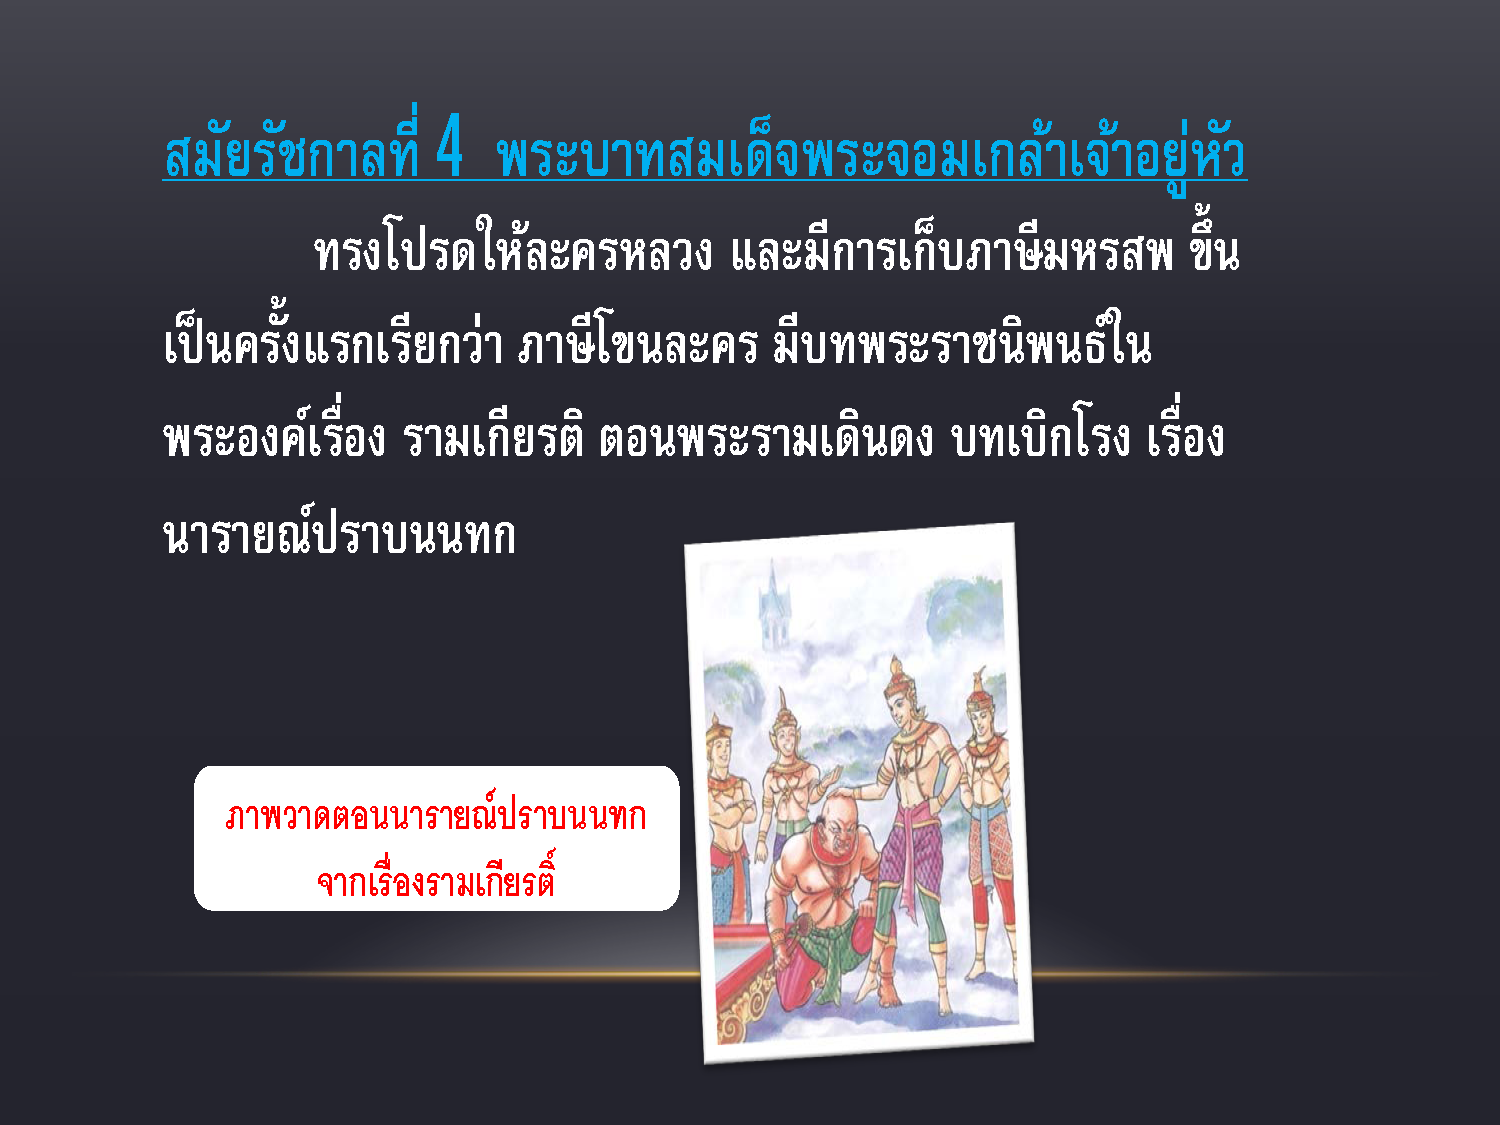 สมัยรัชกาลที่ 4 พระบาทสมเด็จพระจอมเกล้าเจ้าอยู่หัว
ทรงโปรดให้ละครหลวง และมีการเก็บภาษีมหรสพ ขึ้น
เป็นครั้งแรกเรียกว่า ภาษีโขนละคร มีบทพระราชนิพนธ์ใน
พระองค์เรื่อง รามเกียรติ ตอนพระรามเดินดง บทเบิกโรง เรื่อง
นารายณ์ปราบนนทก
ภาพวาดตอนนารายณ์ปราบนนทก
จากเรื่องรามเกียรติ์